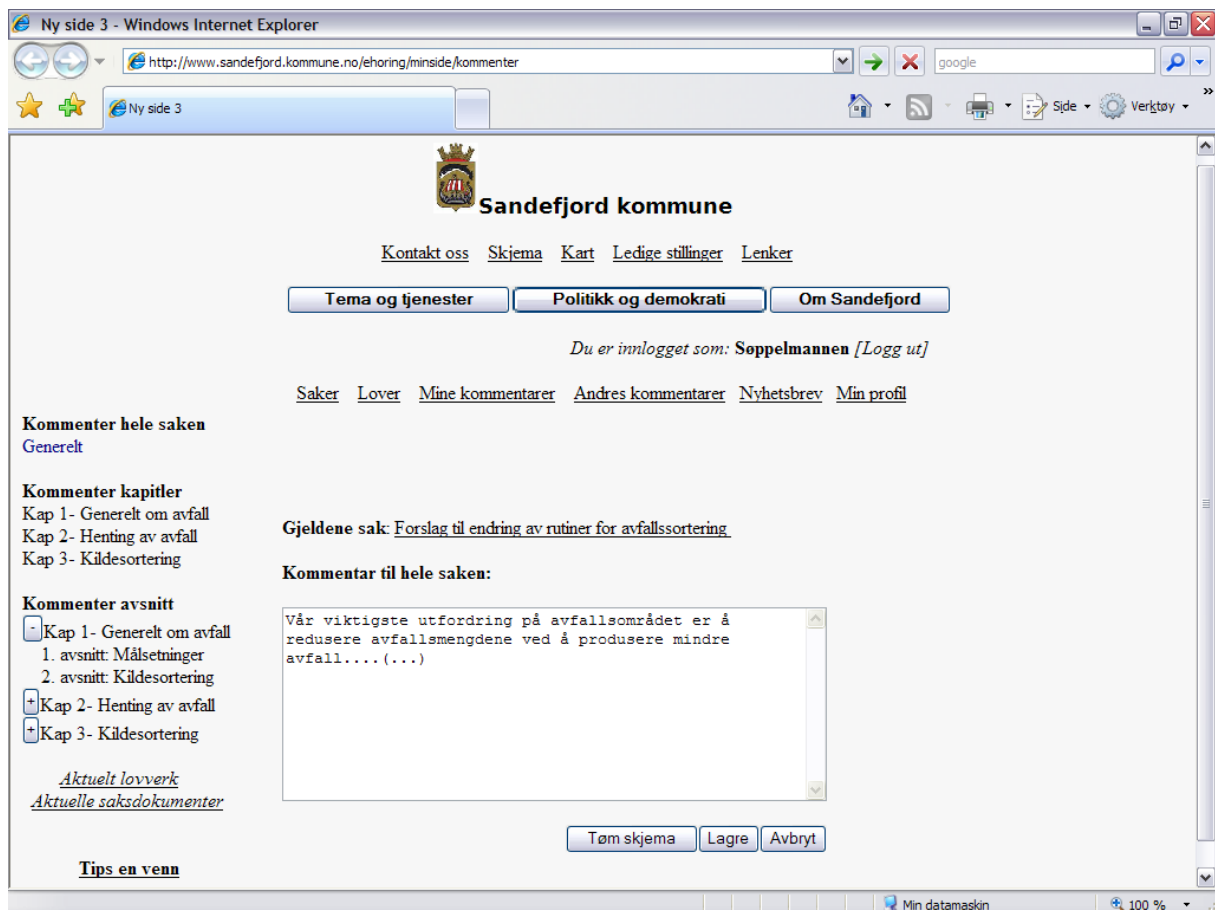 Ny side 3 - Windows Internet Explorer
http://www.sandefjord.kommune.no/ehoring/minside/kommenter
google
Ny side 3
Side
Verktøy
Sandefjord kommune
Kontakt oss Skjema Kart Ledige stillinger Lenker
Tema og tjenester Politikk og demokrati Om Sandefjord
Du er innlogget som: Søppelmannen [Logg ut]
Saker Lover Mine kommentarer Andres kommentarer Nyhetsbrev Min profil
Kommenter hele saken
Generelt
Kommenter kapitler
Kap 1- Generelt om avfall
Kap 2- Henting av avfall
Kap 3- Kildesortering
Kommenter avsnitt
- Kap 1- Generelt om avfall
1. avsnitt: Målsetninger
2. avsnitt: Kildesortering
+ Kap 2- Henting av avfall
+ Kap 3- Kildesortering
Aktuelt lovverk
Aktuelle saksdokumenter
Tips en venn
Gjeldene sak: Forslag til endring av rutiner for avfallssortering
Kommentar til hele saken:
Vår viktigste utfordring på avfallsområdet er å
redusere avfallsmengdene ved å produsere mindre
avfall....(...)
Tøm skjema Lagre Avbryt
Min datamaskin
100 %